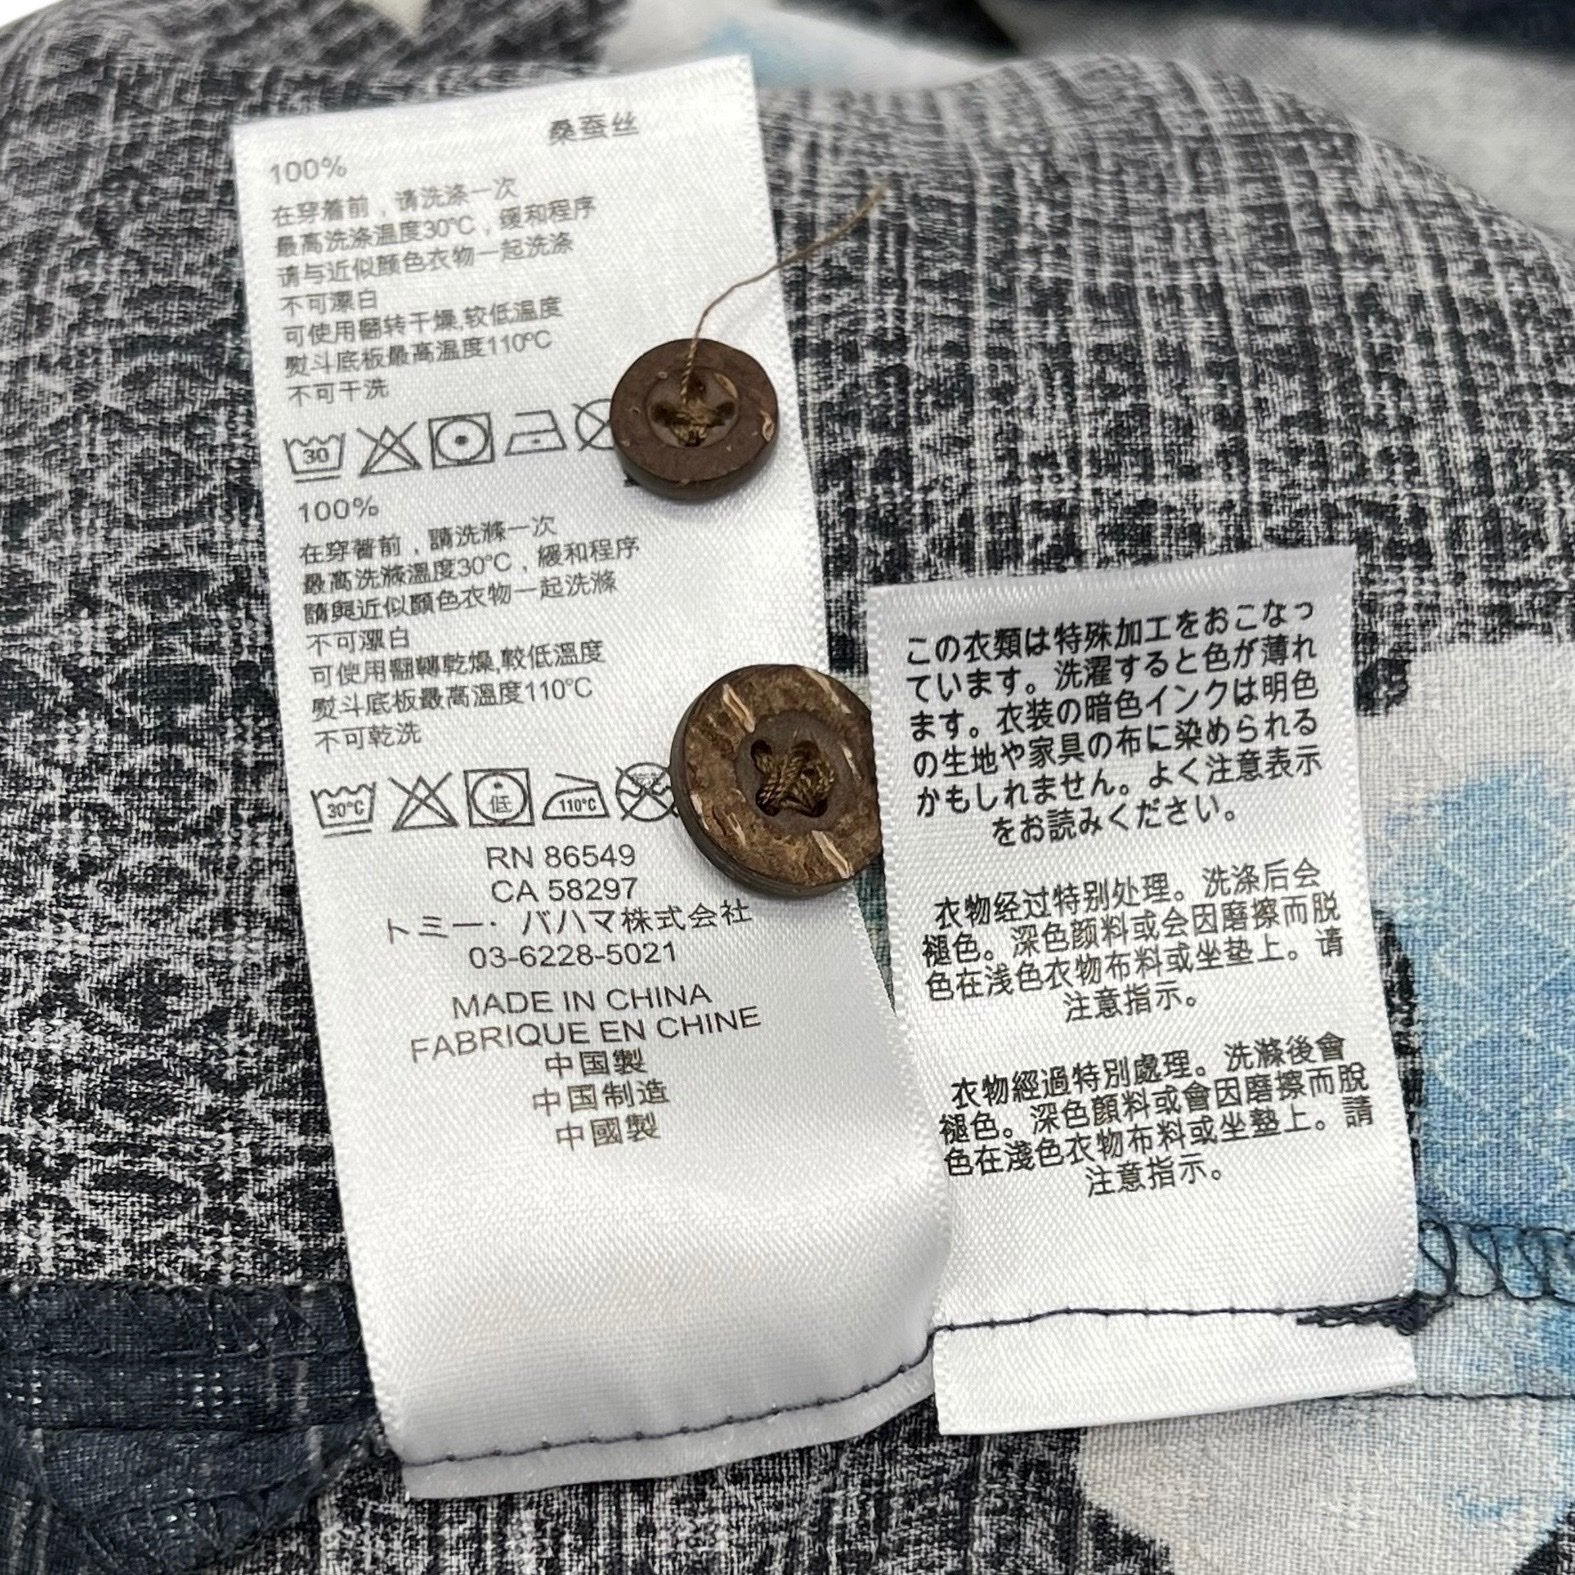 桑蚕丝
100%
在穿著前，请洗涤一次
最高洗涤温度30℃，缓和程序
请与近似颜色衣物一起洗涤
不可漂白
可使用翻转干燥,较低温度
熨斗底板最高温度110℃
不可干洗
30
100%
在穿著前，請洗滌一次
最高洗滌溫度30℃，緩和程序
請與近似顏色衣物一起洗滌
不可漂白
可使用翻轉乾燥,較低溫度
熨斗底板最高溫度110℃
不可乾洗
30℃ 低 110℃
RN 86549
CA 58297
トミー・バハマ株式会社
03-6228-5021
MADE IN CHINA
FABRIQUE EN CHINE
中国製
中国制造
中國製
この衣類は特殊加工をおこなっ
ています。洗濯すると色が薄れ
ます。衣装の暗色インクは明色
の生地や家具の布に染められる
かもしれません。よく注意表示
をお読みください。
衣物经过特别处理。洗涤后会
褪色。深色颜料或会因磨擦而脱
色在浅色衣物布料或坐垫上。请
注意指示。
衣物經過特別處理。洗滌後會
褪色。深色顏料或會因磨擦而脫
色在淺色衣物布料或坐墊上。請
注意指示。